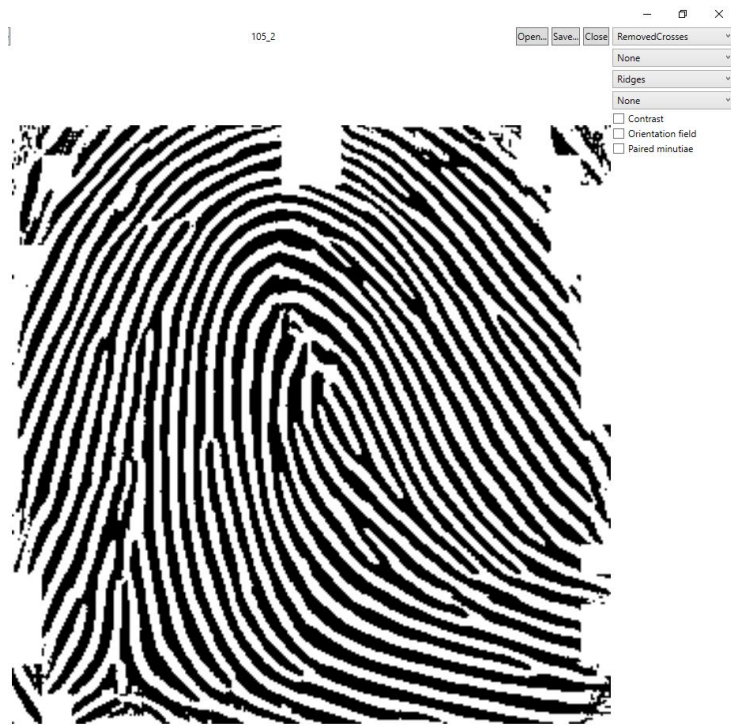 105_2 Open... Save... Close RemovedCrosses
None
Ridges
None
Contrast
Orientation field
Paired minutiae